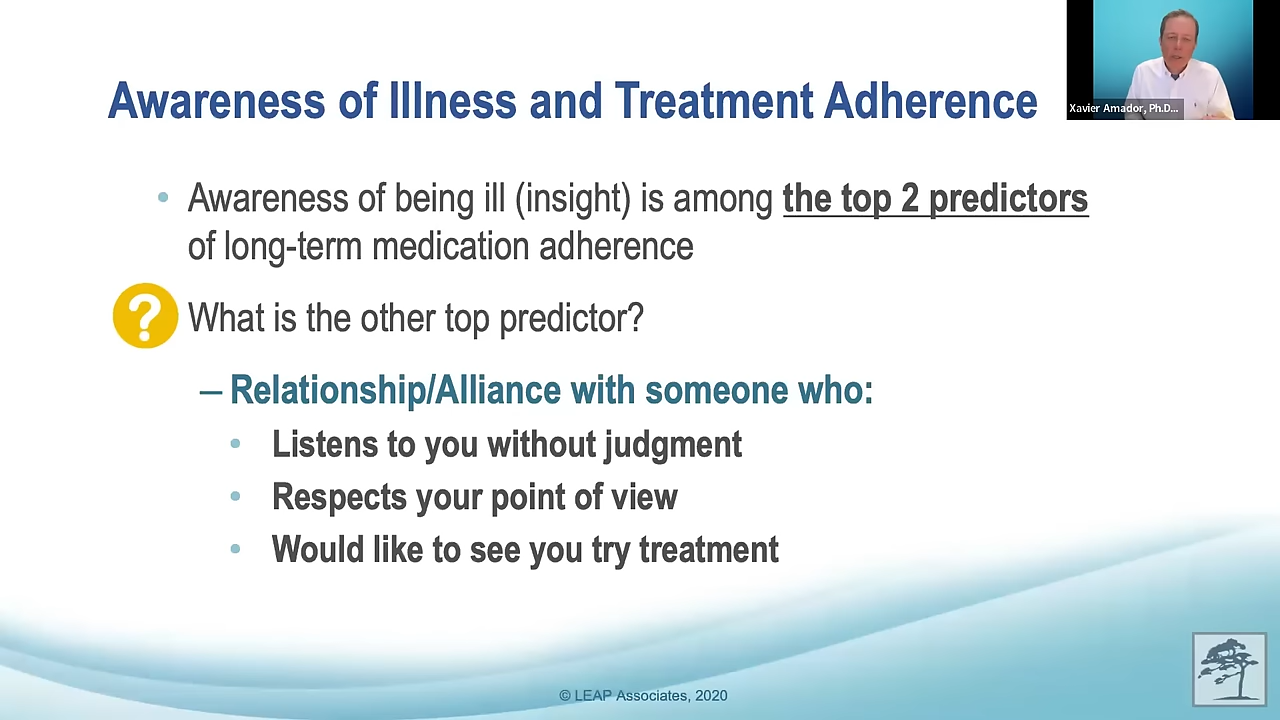 Awareness of Illness and Treatment Adherence
Xavier Amador, Ph.D...
• Awareness of being ill (insight) is among the top 2 predictors
of long-term medication adherence
? What is the other top predictor?
– Relationship/Alliance with someone who:
• Listens to you without judgment
• Respects your point of view
• Would like to see you try treatment
© LEAP Associates, 2020